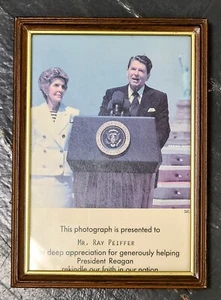 This photograph is presented to
Mr. Ray Peiffer
deep appreciation for generously helping
President Reagan
rekindle our faith in our nation